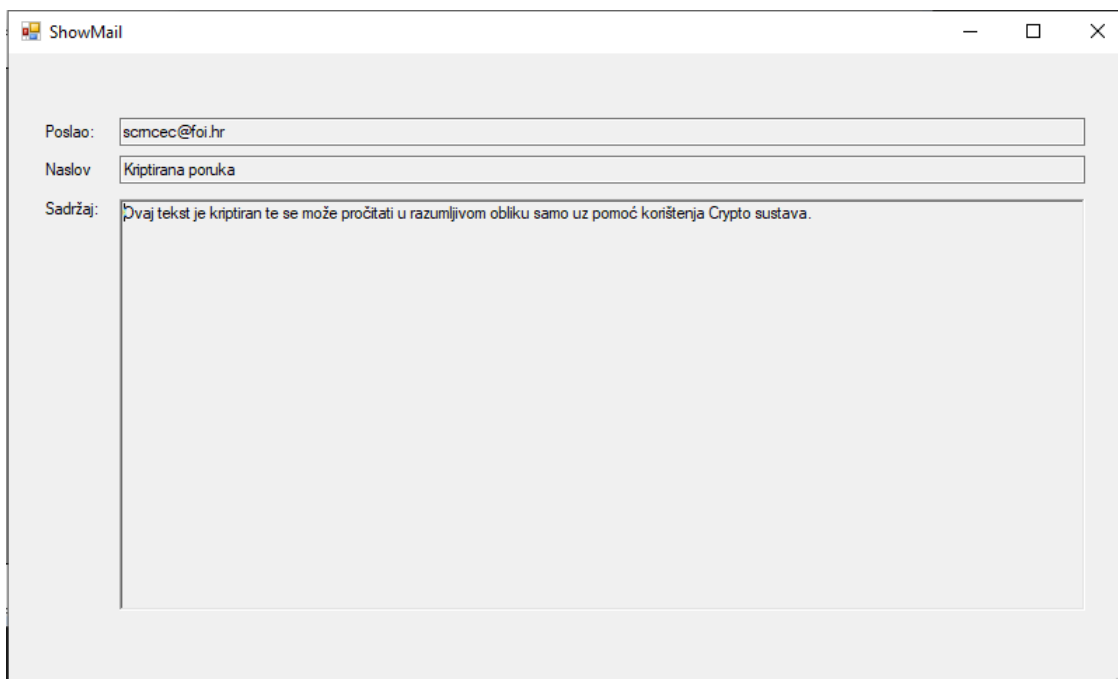 ShowMail
Poslao: scrncec@foi.hr
Naslov Kriptirana poruka
Sadržaj: Ovaj tekst je kriptiran te se može pročitati u razumljivom obliku samo uz pomoć korištenja Crypto sustava.